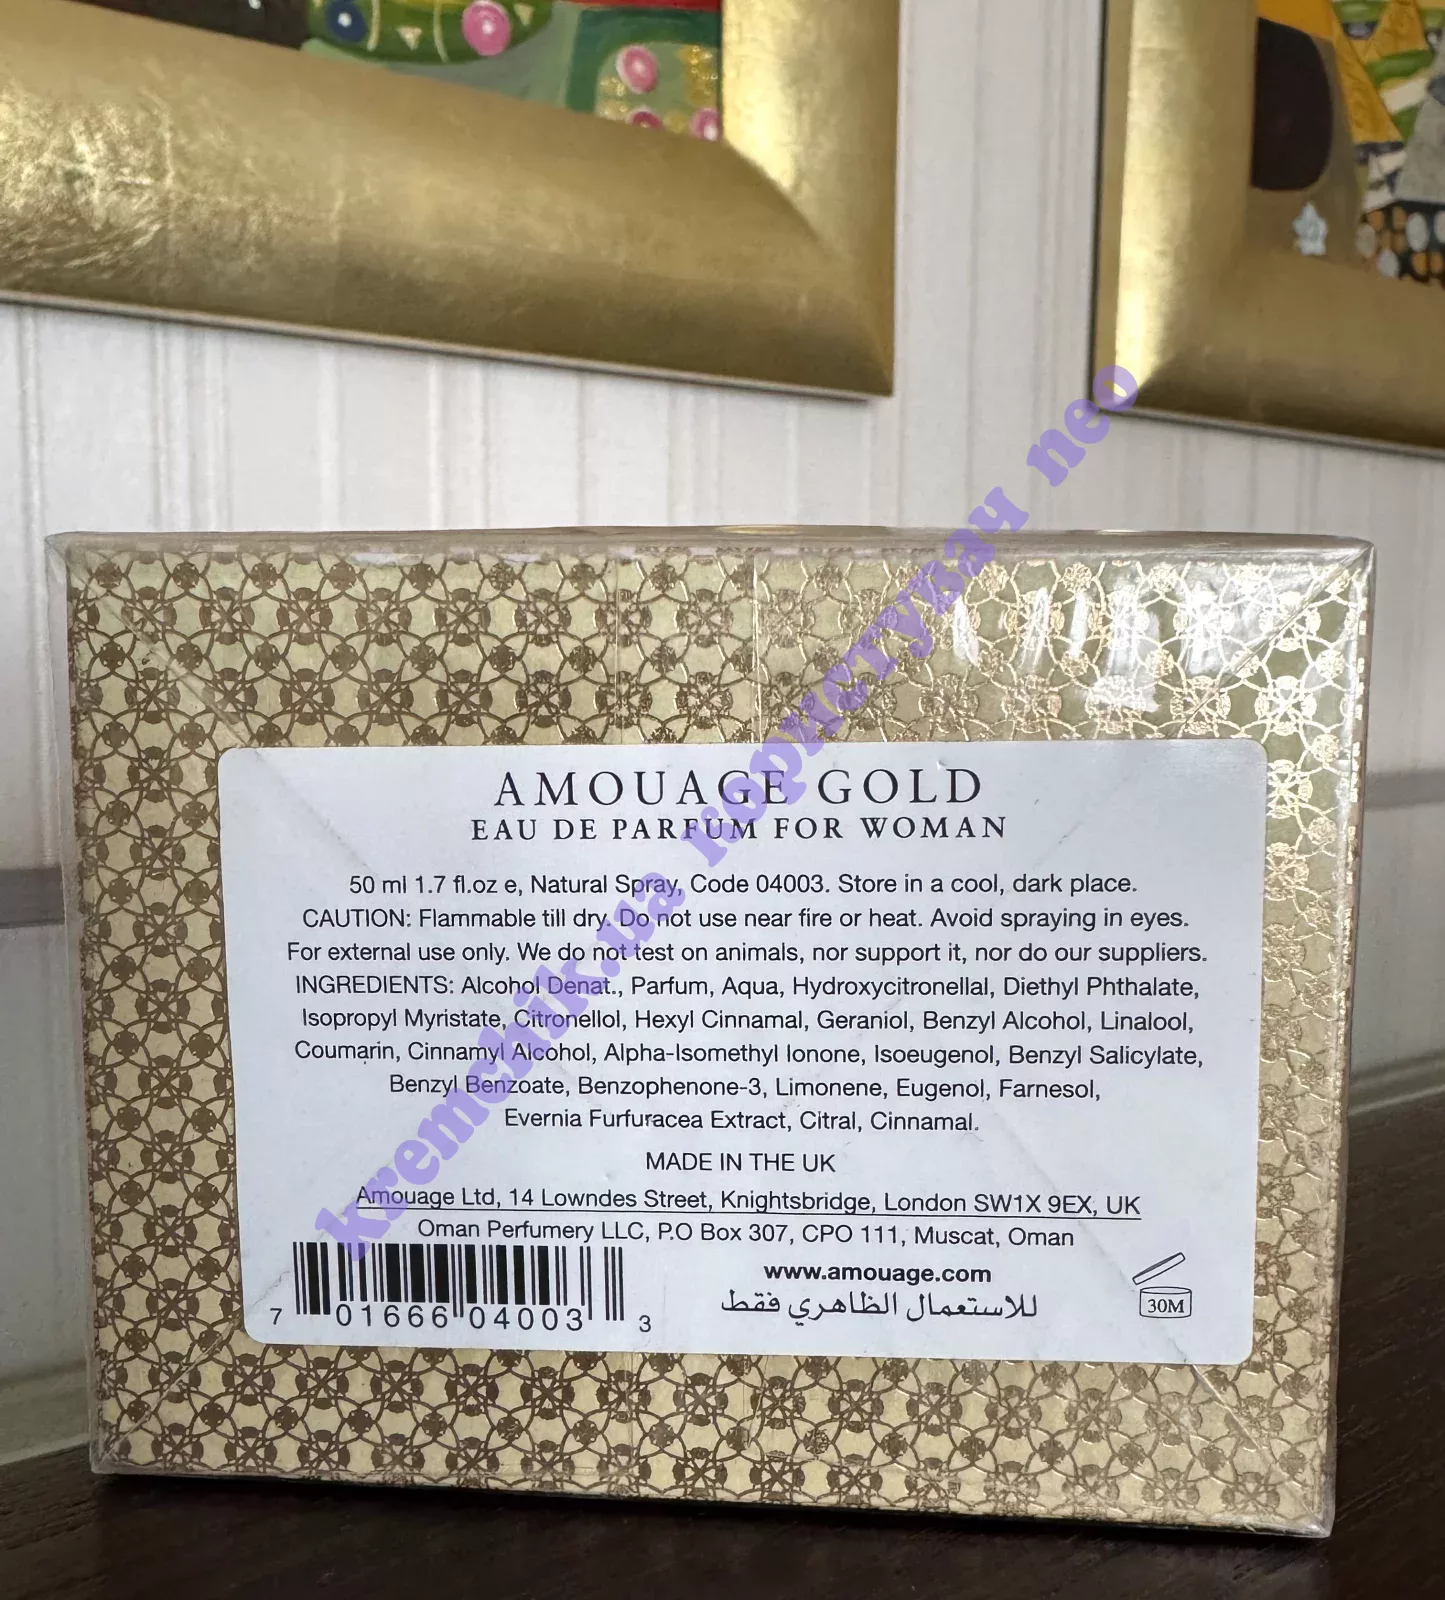 AMOUAGE GOLD
EAU DE PARFUM FOR WOMAN
50 ml 1.7 fl.oz e, Natural Spray, Code 04003. Store in a cool, dark place.
CAUTION: Flammable till dry. Do not use near fire or heat. Avoid spraying in eyes.
For external use only. We do not test on animals, nor support it, nor do our suppliers.
INGREDIENTS: Alcohol Denat., Parfum, Aqua, Hydroxycitronellal, Diethyl Phthalate,
Isopropyl Myristate, Citronellol, Hexyl Cinnamal, Geraniol, Benzyl Alcohol, Linalool,
Coumarin, Cinnamyl Alcohol, Alpha-Isomethyl Ionone, Isoeugenol, Benzyl Salicylate,
Benzyl Benzoate, Benzophenone-3, Limonene, Eugenol, Farnesol,
Evernia Furfuracea Extract, Citral, Cinnamal.
MADE IN THE UK
Amouage Ltd, 14 Lowndes Street, Knightsbridge, London SW1X 9EX, UK
Oman Perfumery LLC, P.O Box 307, CPO 111, Muscat, Oman
www.amouage.com
للاستعمال الظاهري فقط
30M
7 01666 04003 3
kremchik.ua користувач neo